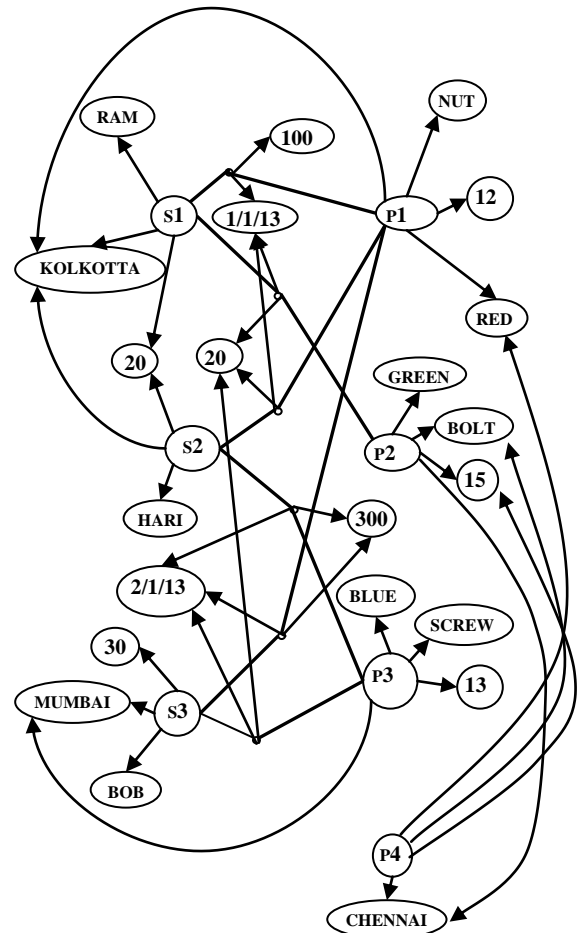 NUT
RAM
100
12
S1
1/1/13
P1
KOLKOTTA
RED
20
20
GREEN
BOLT
S2
P2
15
HARI
300
2/1/13
BLUE
SCREW
30
P3
13
MUMBAI
S3
BOB
P4
CHENNAI